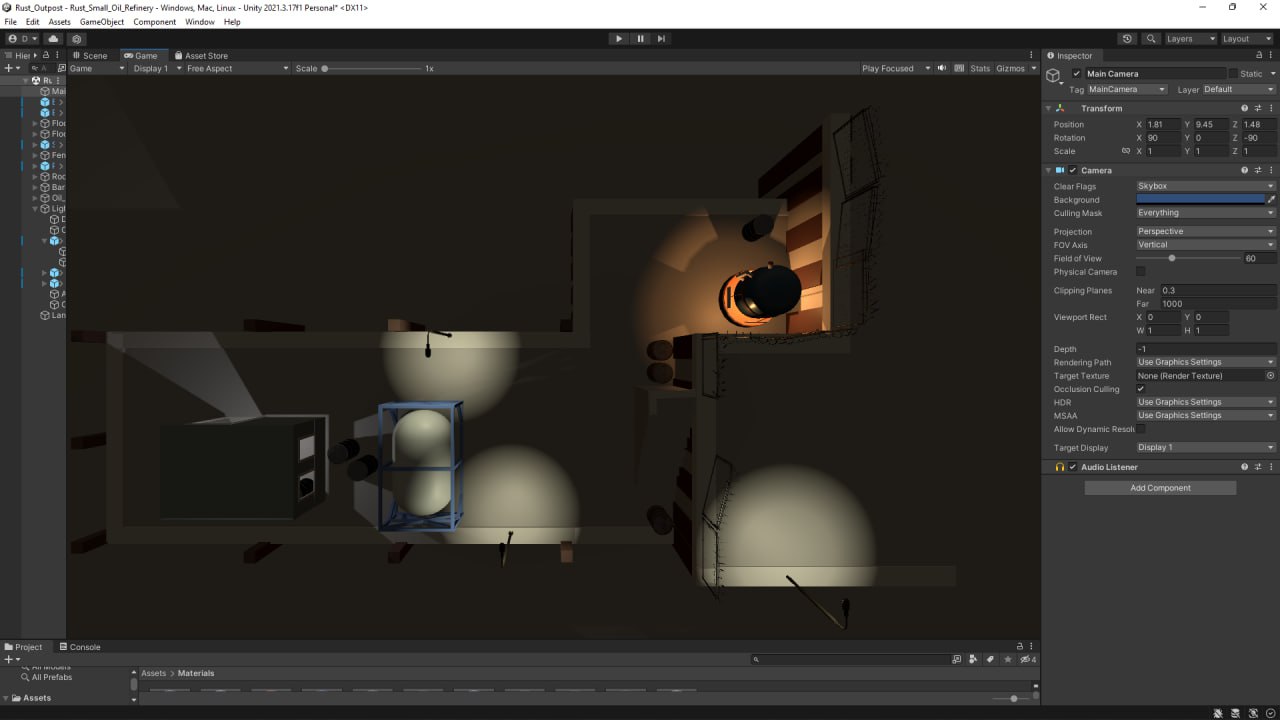 Rust_Outpost - Rust_Small_Oil_Refinery - Windows, Mac, Linux - Unity 2021.3.17f1 Personal* <DX11>
File Edit Assets GameObject Component Window Help
D Layers Layout
Hier Scene Game Asset Store Inspector
Game Display 1 Free Aspect Scale 1x Play Focused Stats Gizmos
Main Camera Static
Tag MainCamera Layer Default
Transform
Position X 1.81 Y 9.45 Z 1.48
Rotation X 90 Y 0 Z -90
Scale X 1 Y 1 Z 1
Camera
Clear Flags Skybox
Background
Culling Mask Everything
Projection Perspective
FOV Axis Vertical
Field of View 60
Physical Camera
Clipping Planes Near 0.3
Far 1000
Viewport Rect X 0 Y 0
W 1 H 1
Depth -1
Rendering Path Use Graphics Settings
Target Texture None (Render Texture)
Occlusion Culling
HDR Use Graphics Settings
MSAA Use Graphics Settings
Allow Dynamic Resol
Target Display Display 1
Audio Listener
Add Component
Mai
Floo
Floo
Fen
Roc
Bar
Oil_
Ligh
Lan
Project Console
4
All Models
All Prefabs
Assets
Assets > Materials